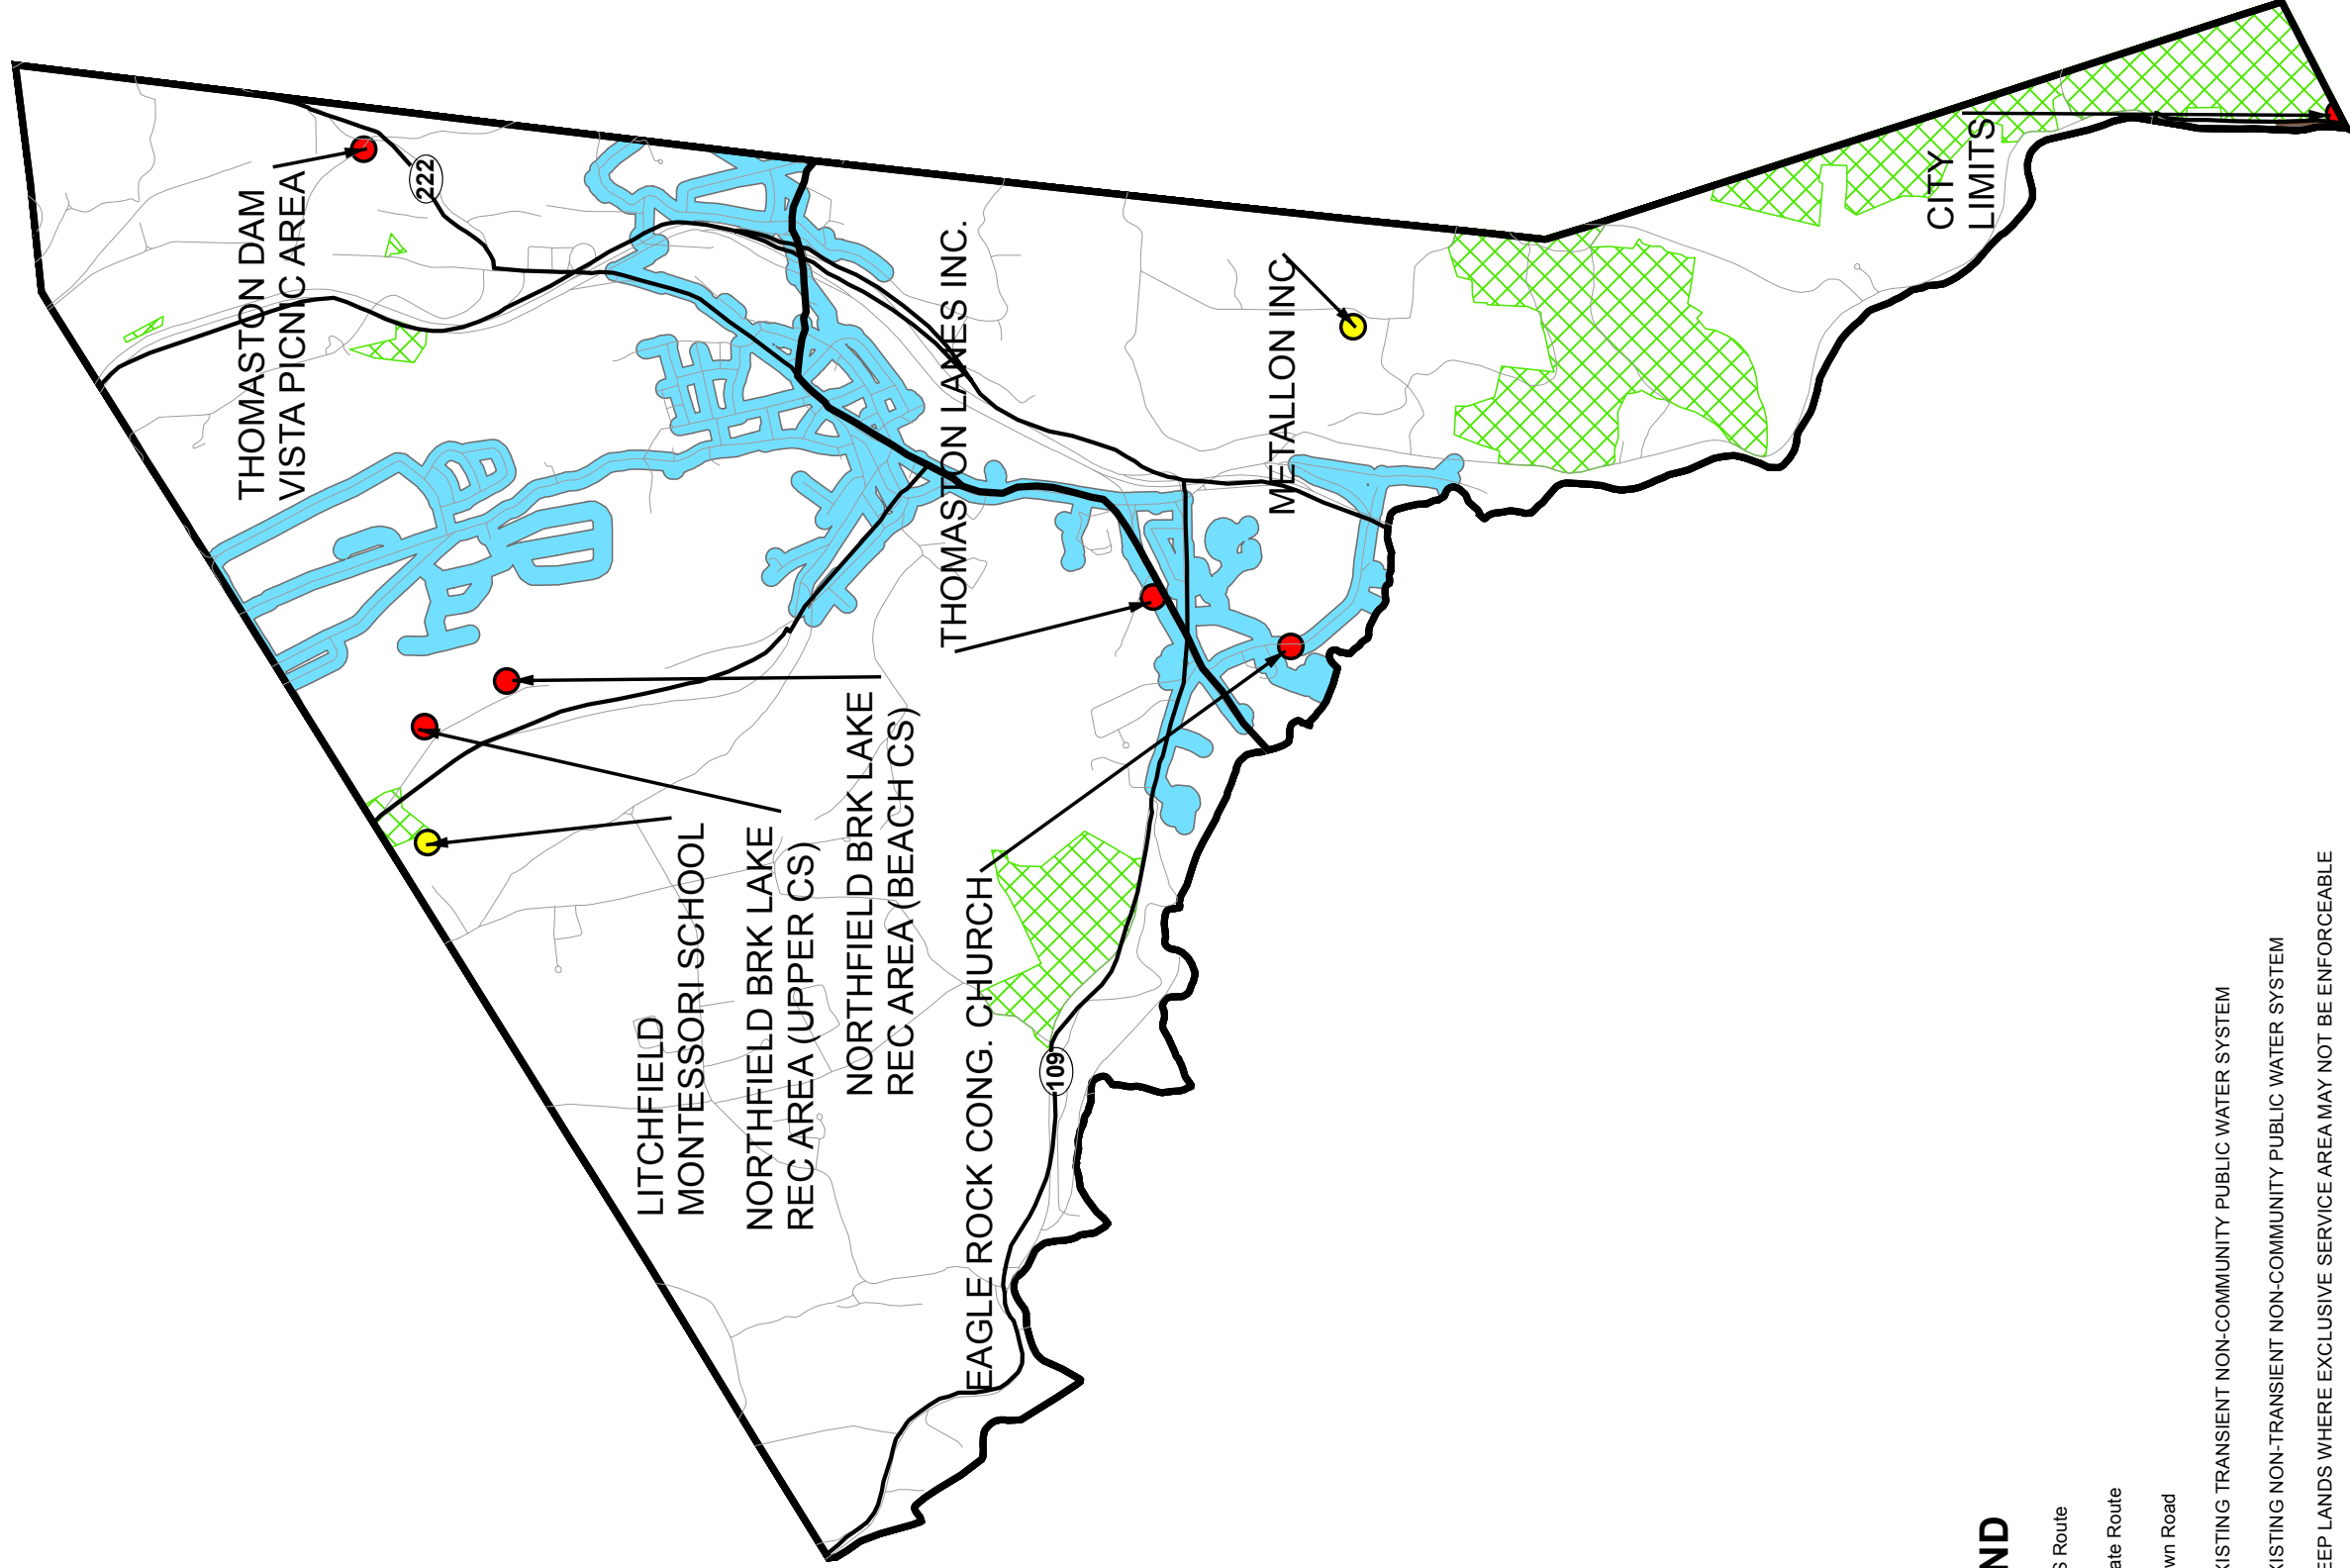 THOMASTON DAM
VISTA PICNIC AREA
222
THOMASTON LANES INC.
METALLON INC
CITY
LIMITS
LITCHFIELD
MONTESSORI SCHOOL
NORTHFIELD BRK LAKE
REC AREA (UPPER CS)
NORTHFIELD BRK LAKE
REC AREA (BEACH CS)
EAGLE ROCK CONG. CHURCH
109
ND
S Route
ate Route
wn Road
XISTING TRANSIENT NON-COMMUNITY PUBLIC WATER SYSTEM
XISTING NON-TRANSIENT NON-COMMUNITY PUBLIC WATER SYSTEM
EEP LANDS WHERE EXCLUSIVE SERVICE AREA MAY NOT BE ENFORCEABLE